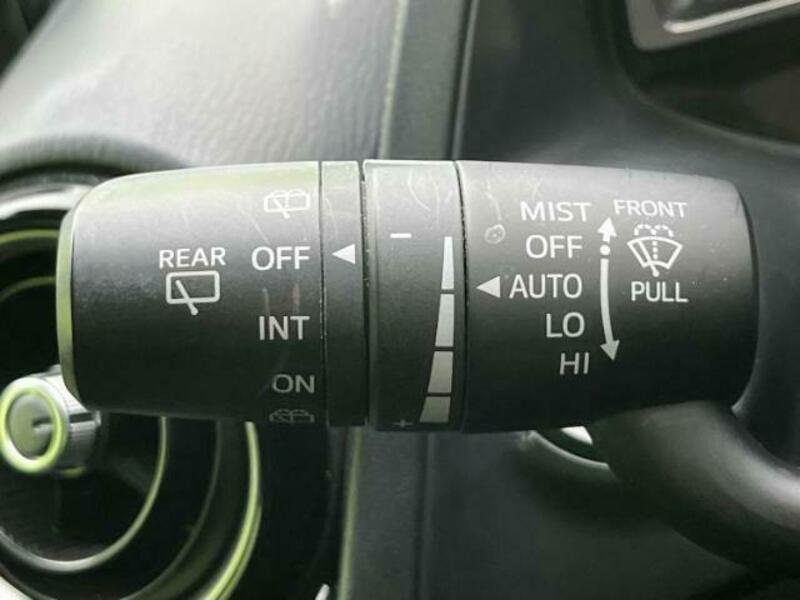 REAR
OFF
INT
ON
−
+
MIST
OFF
AUTO
LO
HI
FRONT
PULL